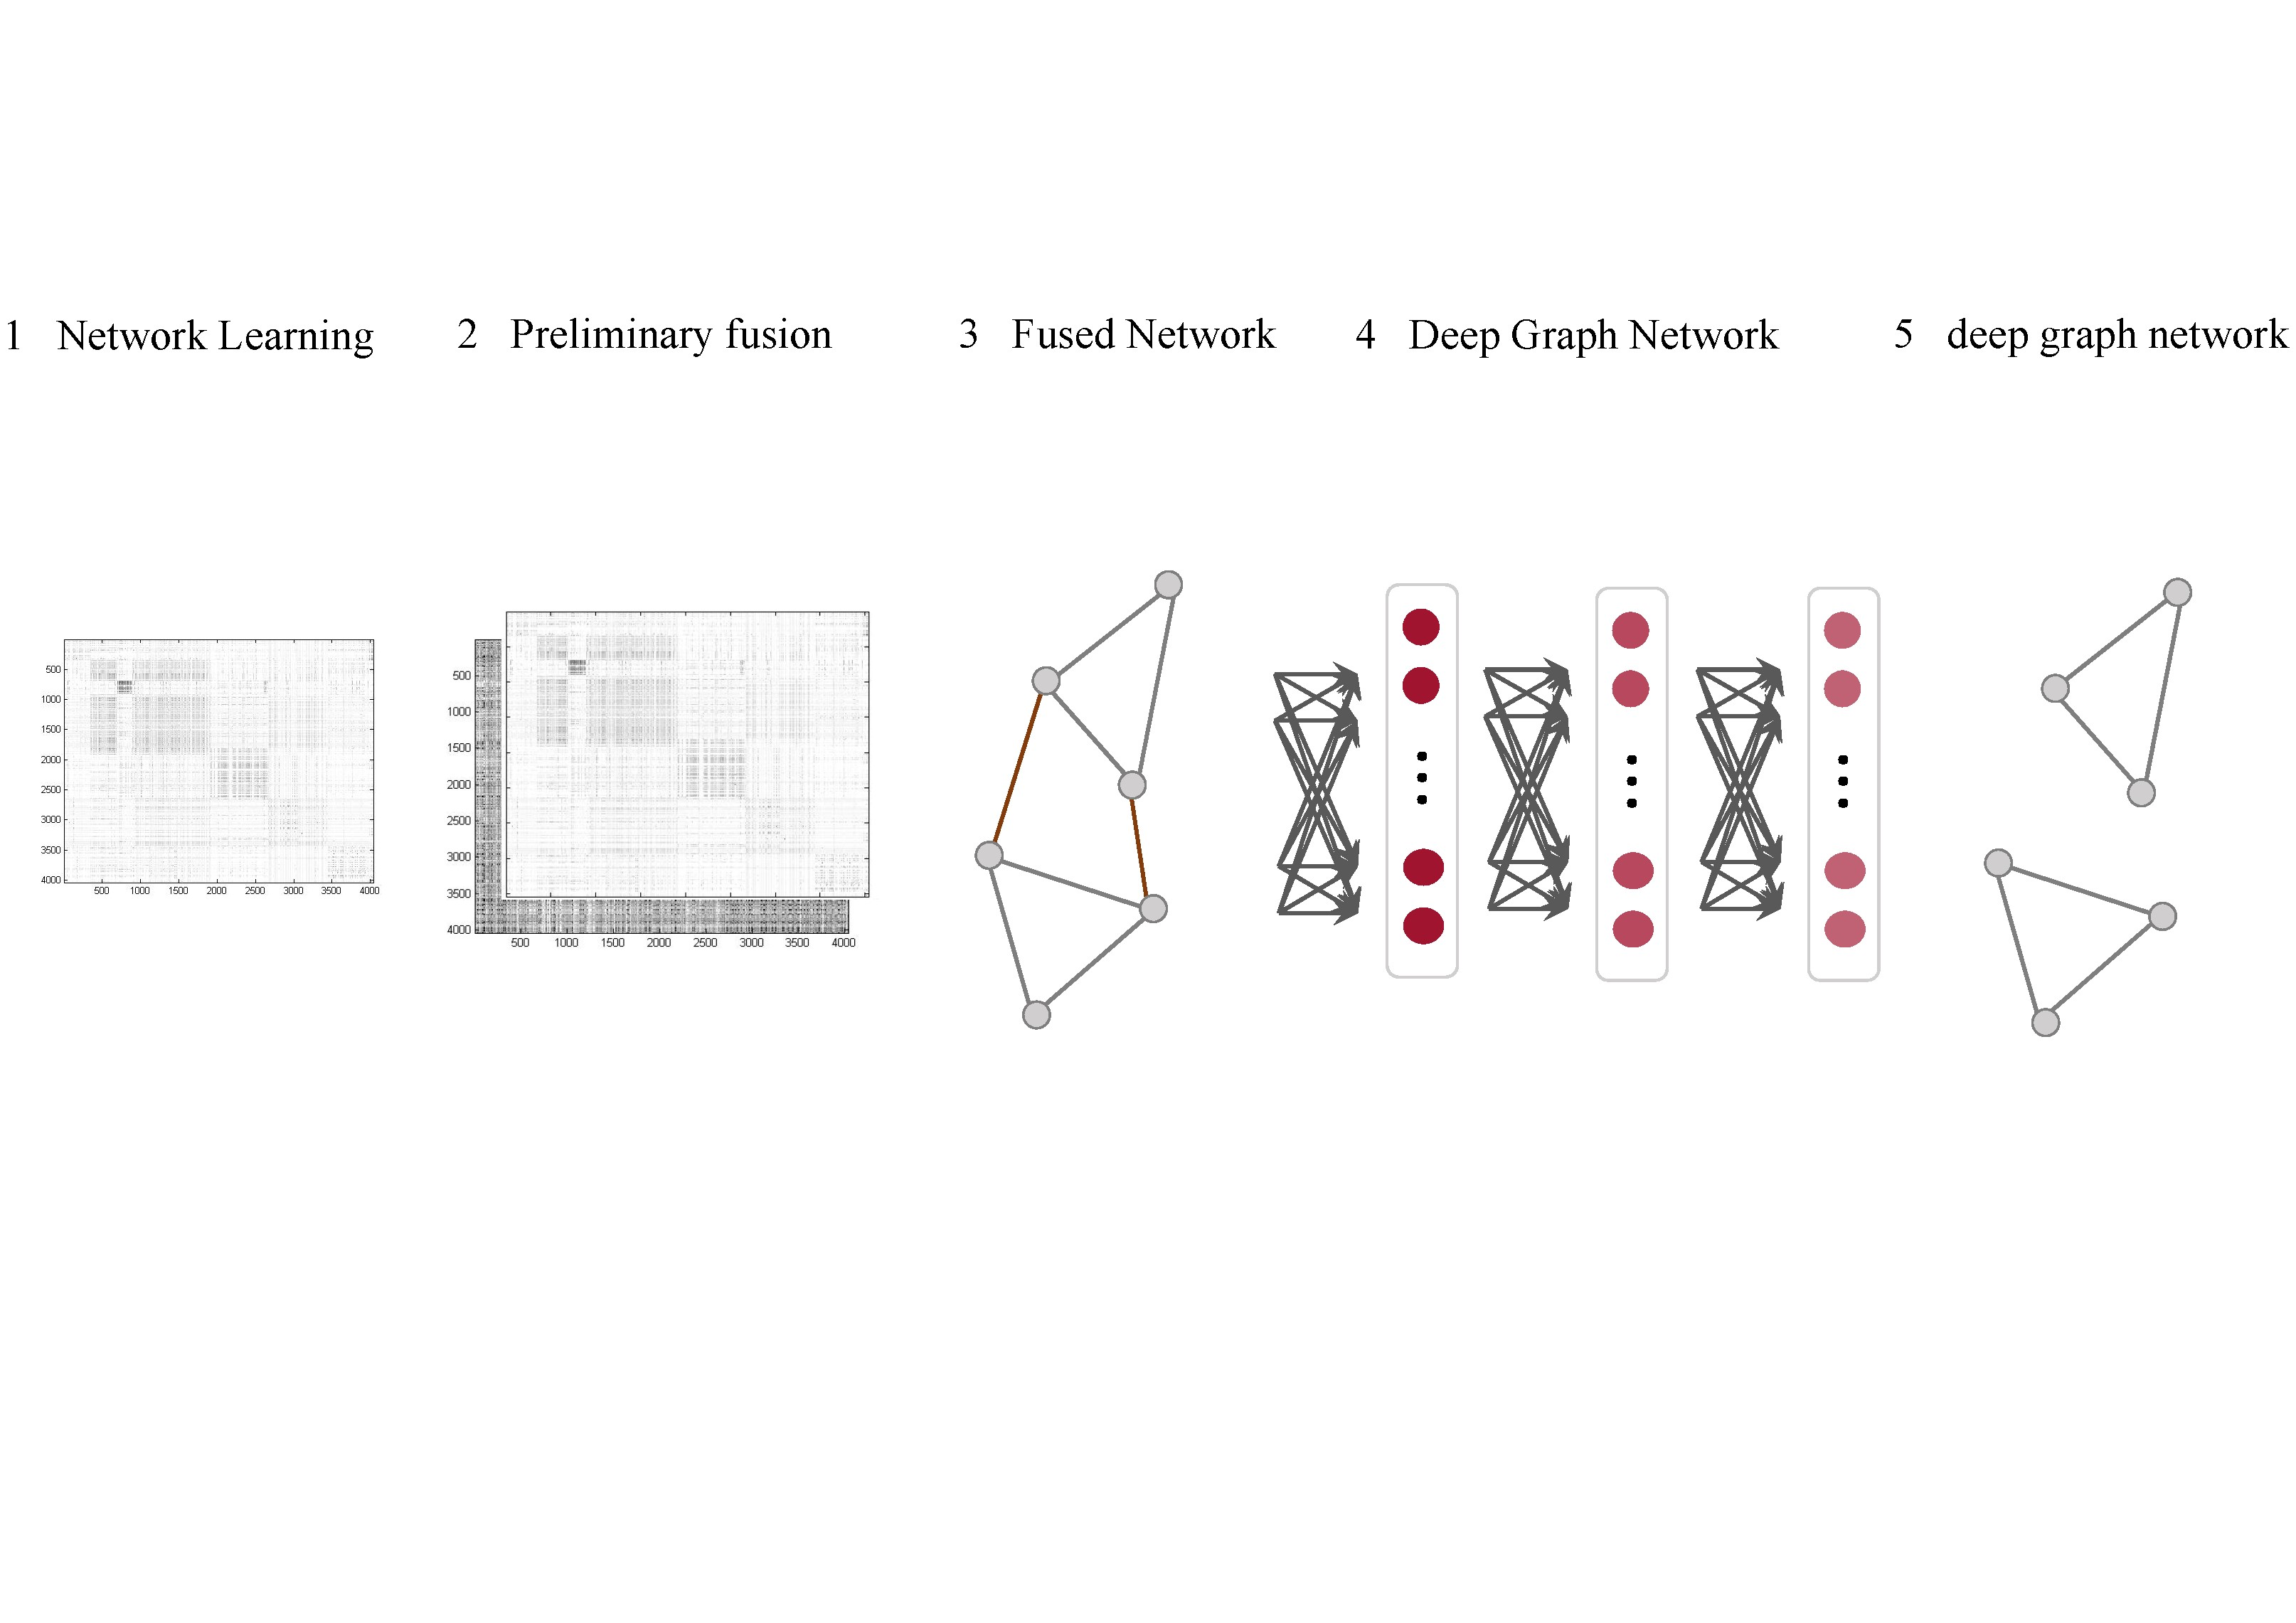 1 Network Learning
2 Preliminary fusion
3 Fused Network
4 Deep Graph Network
5 deep graph network
500
1000
1500
2000
2500
3000
3500
4000
500 1000 1500 2000 2500 3000 3500 4000
500
1000
1500
2000
2500
3000
3500
4000
500 1000 1500 2000 2500 3000 3500 4000